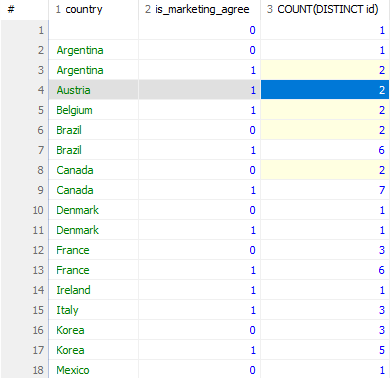 # 1 country 2 is_marketing_agree 3 COUNT(DISTINCT id)
1 0 1
2 Argentina 0 1
3 Argentina 1 2
4 Austria 1 2
5 Belgium 1 2
6 Brazil 0 2
7 Brazil 1 6
8 Canada 0 2
9 Canada 1 7
10 Denmark 0 1
11 Denmark 1 1
12 France 0 3
13 France 1 6
14 Ireland 1 1
15 Italy 1 3
16 Korea 0 3
17 Korea 1 5
18 Mexico 0 1